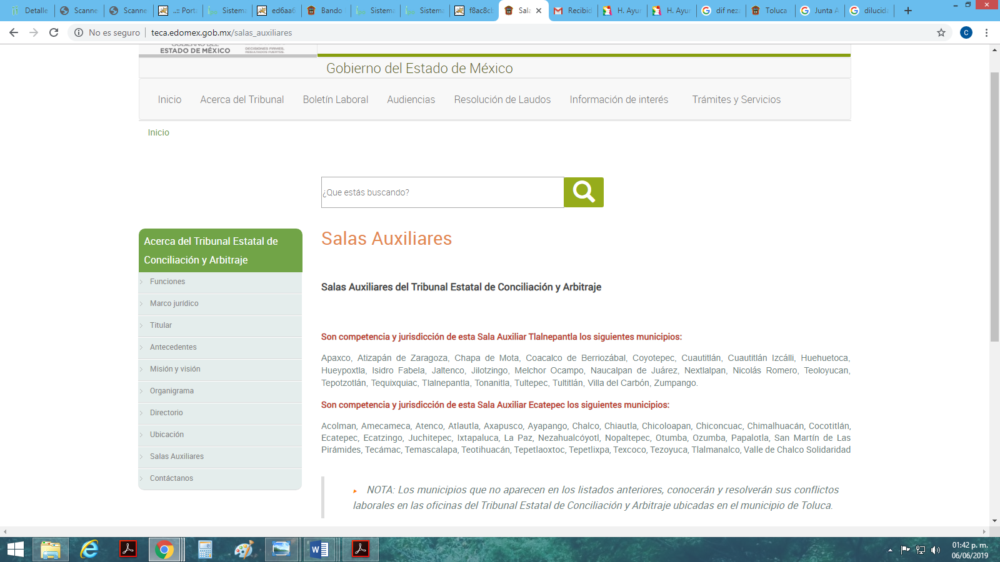 Detalle
Scanne
Scanne
..:: Port
Sistema
ed6aa6
Bando
Sistema
Sistema
f8ac8cb
Sala
Recibid
H. Ayur
H. Ayur
dif neza
Toluca
Junta A
dilucida
No es seguro
teca.edomex.gob.mx/salas_auxiliares
C
GOBIERNO DEL
ESTADO DE MÉXICO
DECISIONES FIRMES,
RESULTADOS FUERTES.
Gobierno del Estado de México
Inicio Acerca del Tribunal Boletín Laboral Audiencias Resolución de Laudos Información de interés Trámites y Servicios
Inicio
¿Que estás buscando?
Acerca del Tribunal Estatal de
Conciliación y Arbitraje
Funciones
Marco jurídico
Titular
Antecedentes
Misión y visión
Organigrama
Directorio
Ubicación
Salas Auxiliares
Contáctanos
Salas Auxiliares
Salas Auxiliares del Tribunal Estatal de Conciliación y Arbitraje
Son competencia y jurisdicción de esta Sala Auxiliar Tlalnepantla los siguientes municipios:
Apaxco, Atizapán de Zaragoza, Chapa de Mota, Coacalco de Berriozábal, Coyotepec, Cuautitlán, Cuautitlán Izcálli, Huehuetoca,
Hueypoxtla, Isidro Fabela, Jaltenco, Jilotzingo, Melchor Ocampo, Naucalpan de Juárez, Nextlalpan, Nicolás Romero, Teoloyucan,
Tepotzotlán, Tequixquiac, Tlalnepantla, Tonanitla, Tultepec, Tultitlán, Villa del Carbón, Zumpango.
Son competencia y jurisdicción de esta Sala Auxiliar Ecatepec los siguientes municipios:
Acolman, Amecameca, Atenco, Atlautla, Axapusco, Ayapango, Chalco, Chiautla, Chicoloapan, Chiconcuac, Chimalhuacán, Cocotitlán,
Ecatepec, Ecatzingo, Juchitepec, Ixtapaluca, La Paz, Nezahualcóyotl, Nopaltepec, Otumba, Ozumba, Papalotla, San Martín de Las
Pirámides, Tecámac, Temascalapa, Teotihuacán, Tepetlaoxtoc, Tepetlixpa, Texcoco, Tezoyuca, Tlalmanalco, Valle de Chalco Solidaridad
NOTA: Los municipios que no aparecen en los listados anteriores, conocerán y resolverán sus conflictos
laborales en las oficinas del Tribunal Estatal de Conciliación y Arbitraje ubicadas en el municipio de Toluca.
01:42 p. m.
06/06/2019